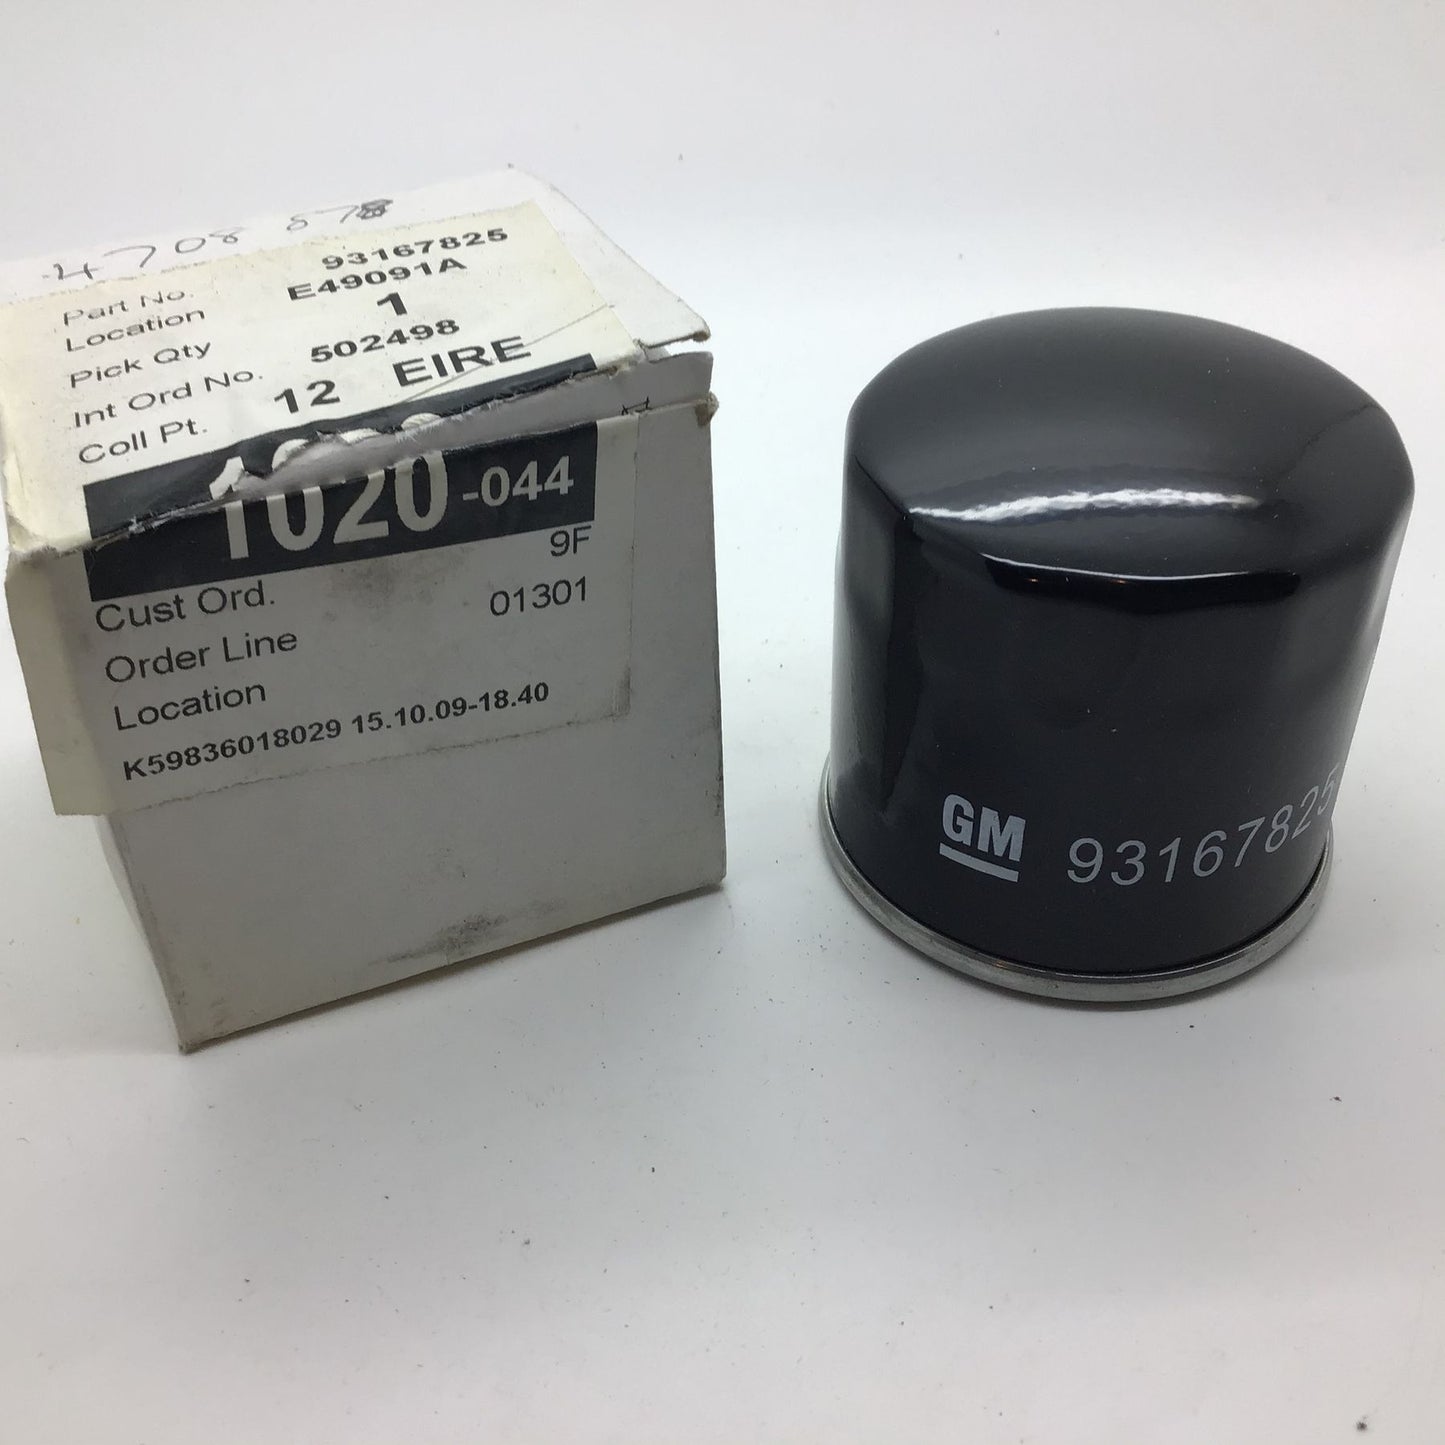 4708 578
Part No. 93167825
Location E49091A
Pick Qty 1
Int Ord No. 502498
Coll Pt. 12 EIRE
1020-044
Cust Ord. 9F
Order Line 01301
Location
K59836018029 15.10.09-18.40
GM 93167825